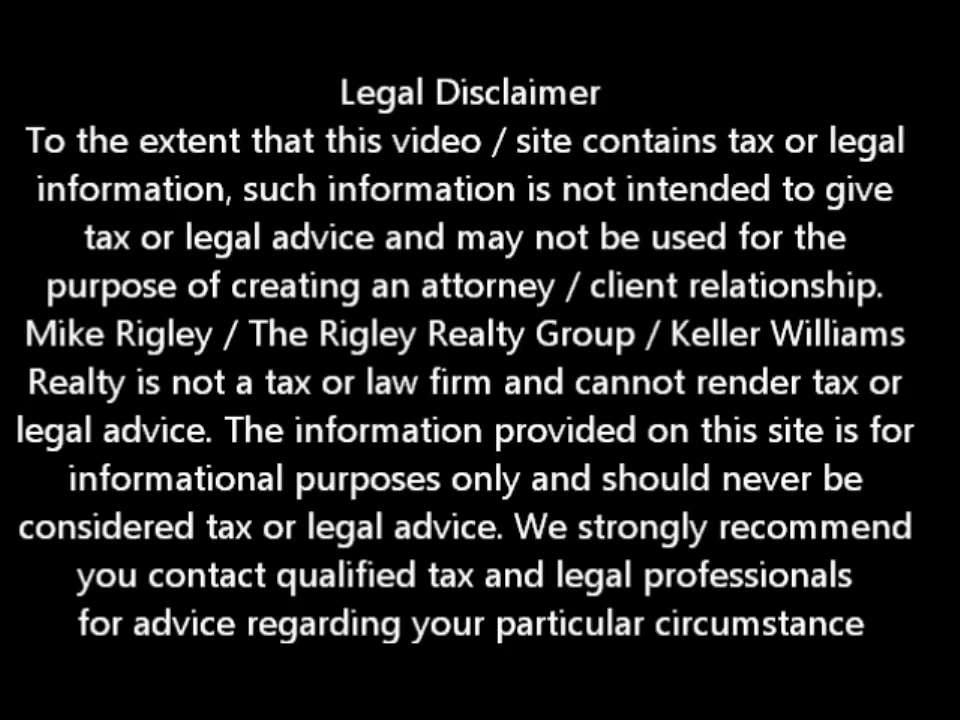 Legal Disclaimer
To the extent that this video / site contains tax or legal
information, such information is not intended to give
tax or legal advice and may not be used for the
purpose of creating an attorney / client relationship.
Mike Rigley / The Rigley Realty Group / Keller Williams
Realty is not a tax or law firm and cannot render tax or
legal advice. The information provided on this site is for
informational purposes only and should never be
considered tax or legal advice. We strongly recommend
you contact qualified tax and legal professionals
for advice regarding your particular circumstance